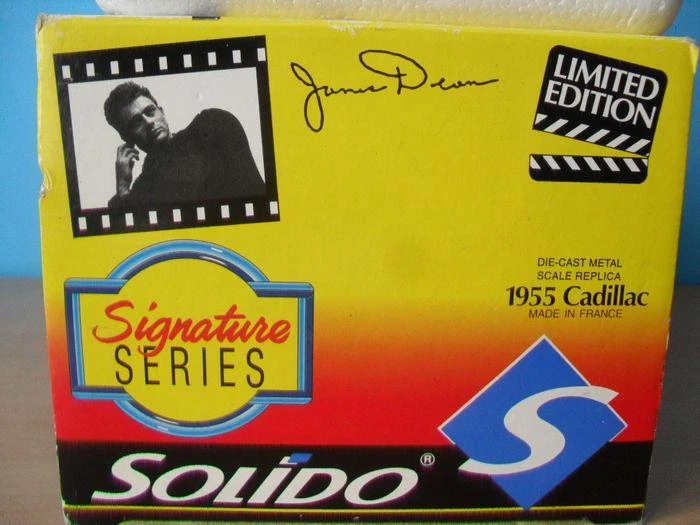 James Dean
LIMITED
EDITION
DIE-CAST METAL
SCALE REPLICA
1955 Cadillac
MADE IN FRANCE
Signature
SERIES
S
SOLIDO®